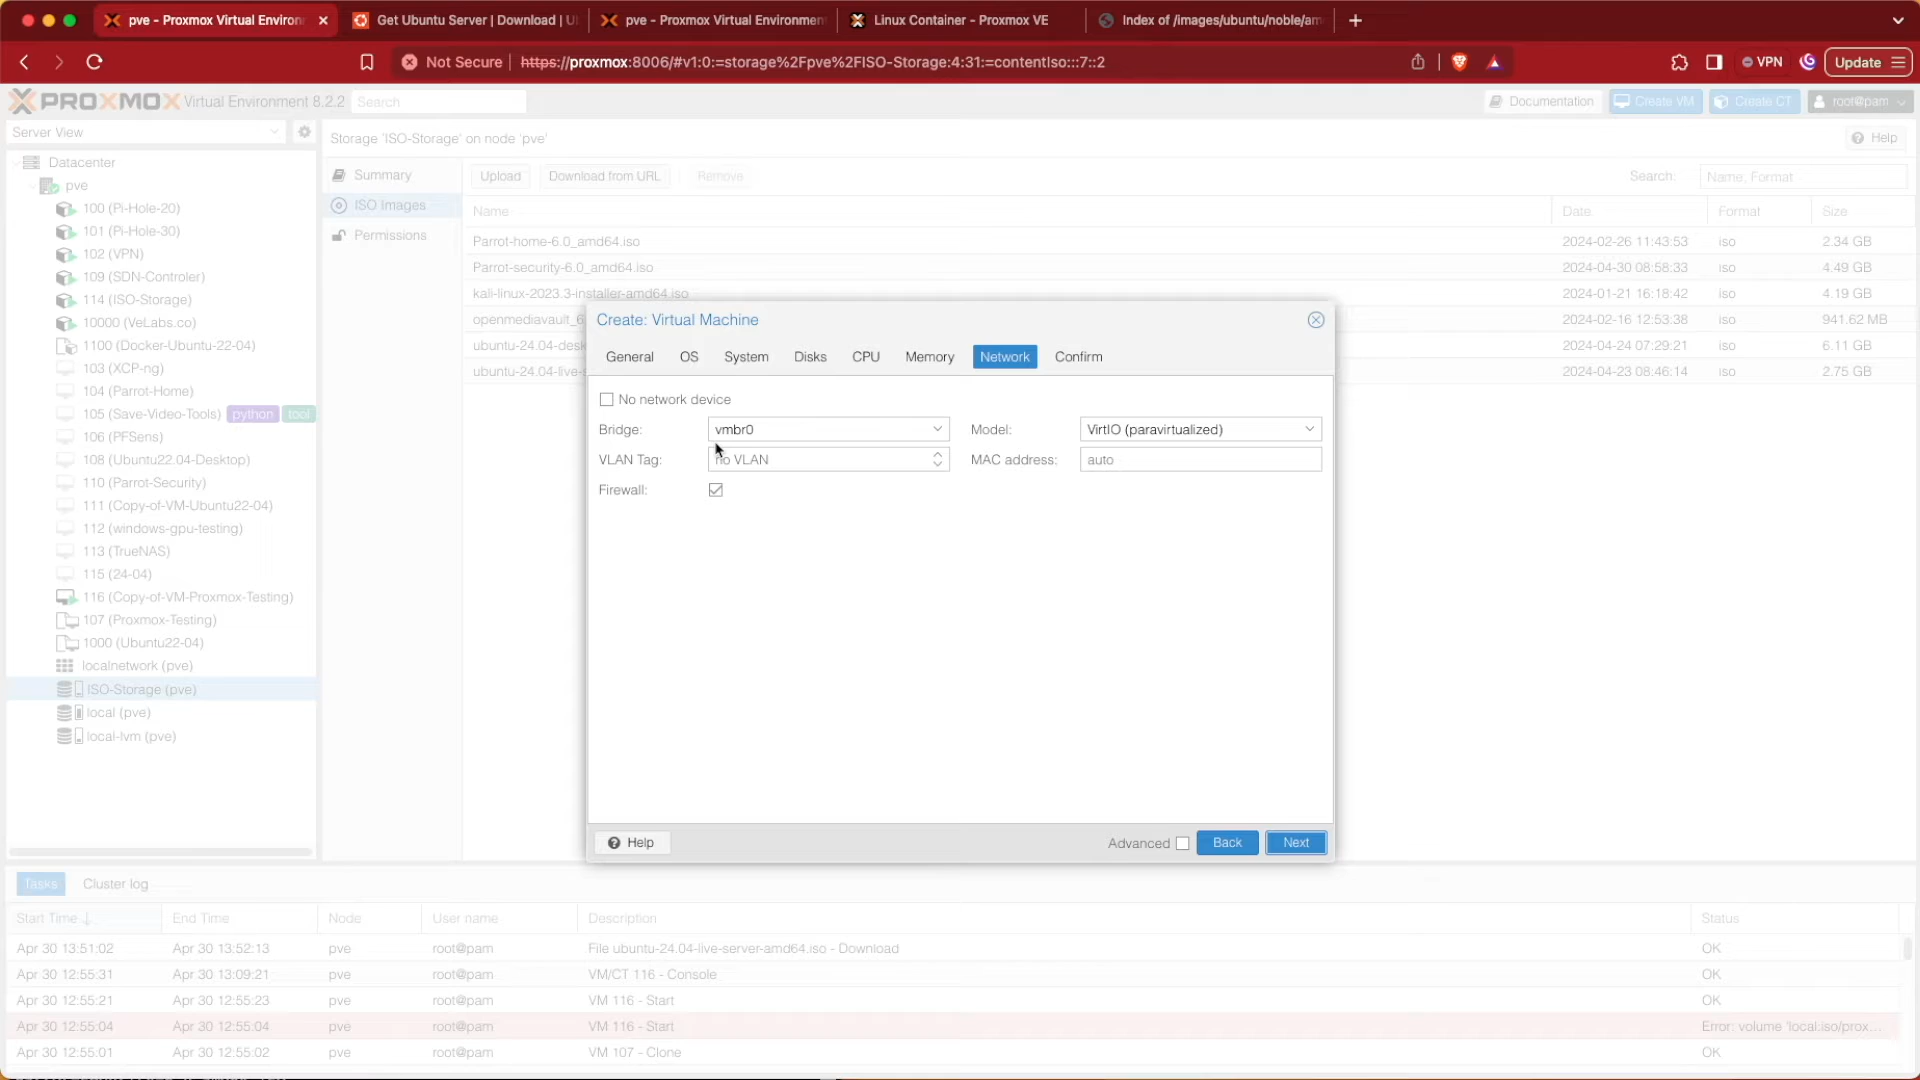 pve - Proxmox Virtual Environ
Get Ubuntu Server | Download | U
pve - Proxmox Virtual Environmen
Linux Container - Proxmox VE
Index of /images/ubuntu/noble/am
Not Secure
https://proxmox:8006/#v1:0:=storage%2Fpve%2FISO-Storage:4:31:=contentIso:::7::2
VPN
Update
PROXMOX Virtual Environment 8.2.2
Search
Documentation
Create VM
Create CT
root@pam
Server View
Storage 'ISO-Storage' on node 'pve'
Help
Datacenter
pve
100 (Pi-Hole-20)
101 (Pi-Hole-30)
102 (VPN)
109 (SDN-Controler)
114 (ISO-Storage)
10000 (VeLabs.co)
1100 (Docker-Ubuntu-22-04)
103 (XCP-ng)
104 (Parrot-Home)
105 (Save-Video-Tools) python tool
106 (PFSens)
108 (Ubuntu22.04-Desktop)
110 (Parrot-Security)
111 (Copy-of-VM-Ubuntu22-04)
112 (windows-gpu-testing)
113 (TrueNAS)
115 (24-04)
116 (Copy-of-VM-Proxmox-Testing)
107 (Proxmox-Testing)
1000 (Ubuntu22-04)
localnetwork (pve)
ISO-Storage (pve)
local (pve)
local-lvm (pve)
Summary
ISO Images
Permissions
Upload
Download from URL
Remove
Search:
Name, Format
Name Date Format Size
Parrot-home-6.0_amd64.iso 2024-02-26 11:43:53 iso 2.34 GB
Parrot-security-6.0_amd64.iso 2024-04-30 08:58:33 iso 4.49 GB
kali-linux-2023.3-installer-amd64.iso 2024-01-21 16:18:42 iso 4.19 GB
openmediavault_6 2024-02-16 12:53:38 iso 941.62 MB
ubuntu-24.04-desk 2024-04-24 07:29:21 iso 6.11 GB
ubuntu-24.04-live-s 2024-04-23 08:46:14 iso 2.75 GB
Create: Virtual Machine
General OS System Disks CPU Memory Network Confirm
No network device
Bridge: vmbr0 Model: VirtIO (paravirtualized)
VLAN Tag: no VLAN MAC address: auto
Firewall:
Help
Advanced
Back
Next
Tasks
Cluster log
Start Time End Time Node User name Description Status
Apr 30 13:51:02 Apr 30 13:52:13 pve root@pam File ubuntu-24.04-live-server-amd64.iso - Download OK
Apr 30 12:55:31 Apr 30 13:09:21 pve root@pam VM/CT 116 - Console OK
Apr 30 12:55:21 Apr 30 12:55:23 pve root@pam VM 116 - Start OK
Apr 30 12:55:04 Apr 30 12:55:04 pve root@pam VM 116 - Start Error: volume 'local:iso/prox...
Apr 30 12:55:01 Apr 30 12:55:02 pve root@pam VM 107 - Clone OK